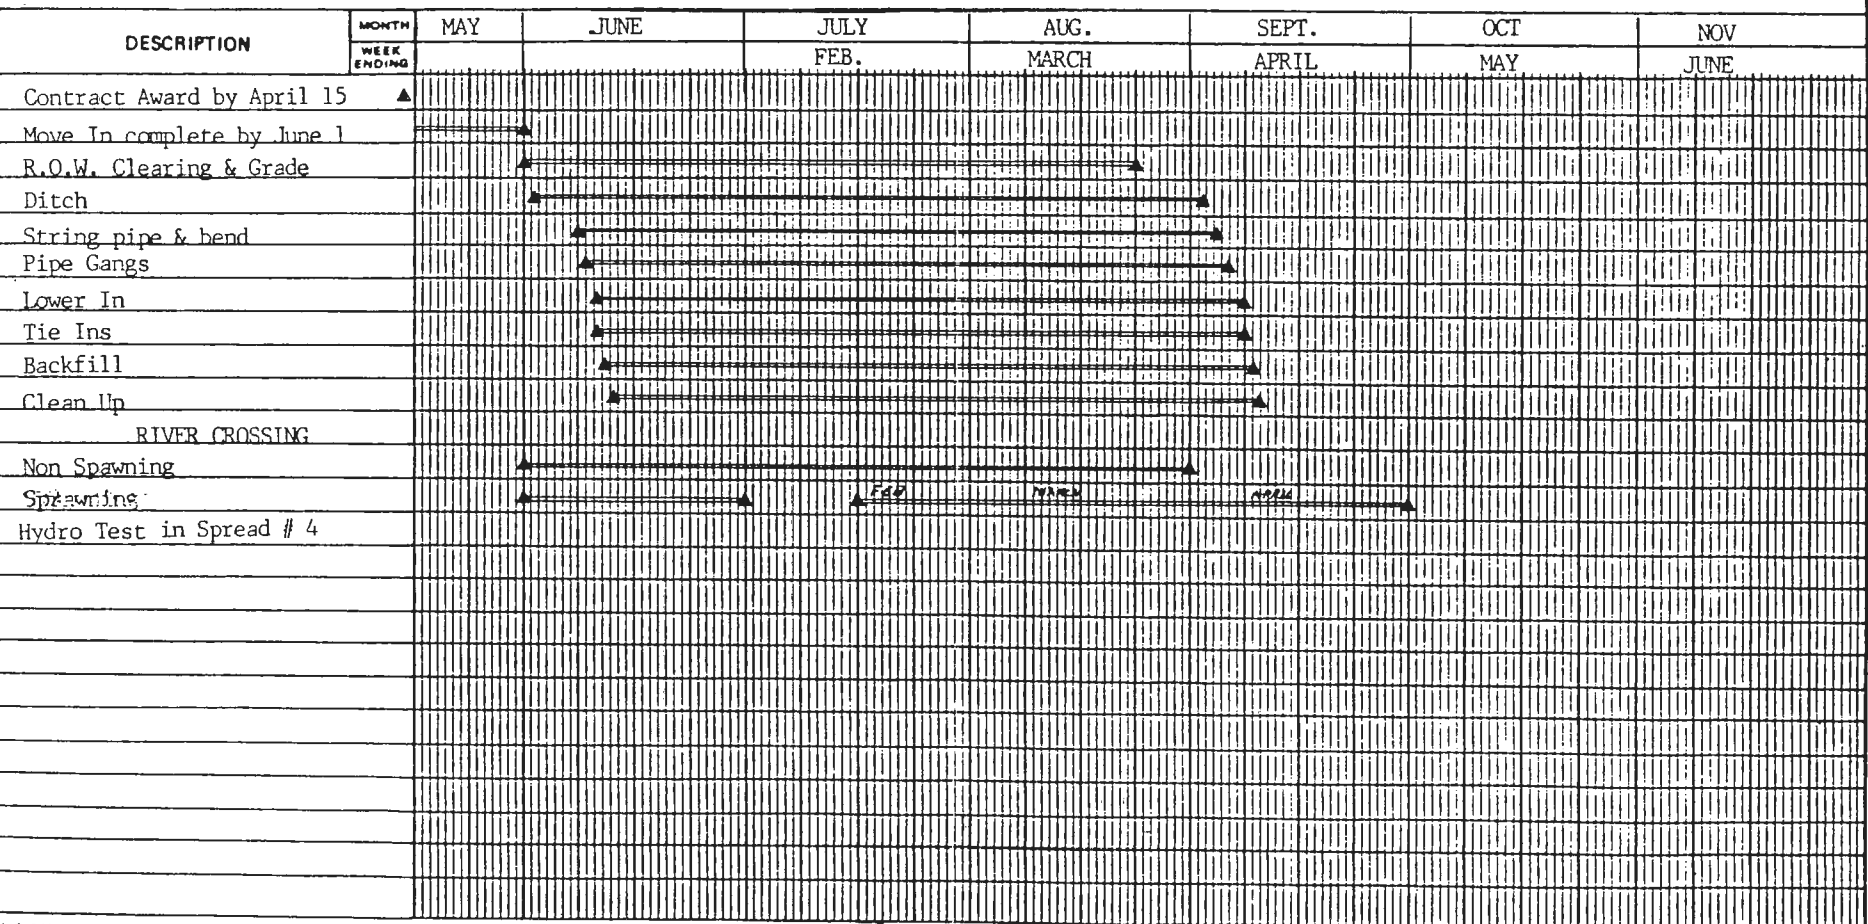 DESCRIPTION MONTH MAY JUNE JULY AUG. SEPT. OCT NOV
WEEK ENDING FEB. MARCH APRIL MAY JUNE
Contract Award by April 15
Move In complete by June 1
R.O.W. Clearing & Grade
Ditch
String pipe & bend
Pipe Gangs
Lower In
Tie Ins
Backfill
Clean Up
RIVER CROSSING
Non Spawning
Spawning FEB MARCH APRIL
Hydro Test in Spread # 4